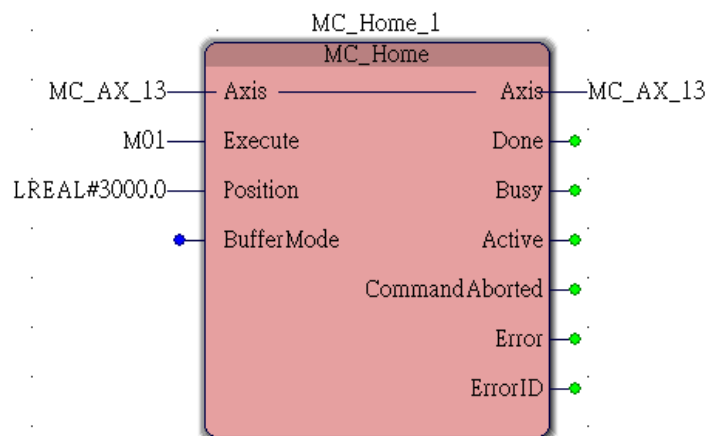 MC_Home_1
MC_Home
MC_AX_13 Axis Axis MC_AX_13
M01 Execute Done
LREAL#3000.0 Position Busy
BufferMode Active
CommandAborted
Error
ErrorID